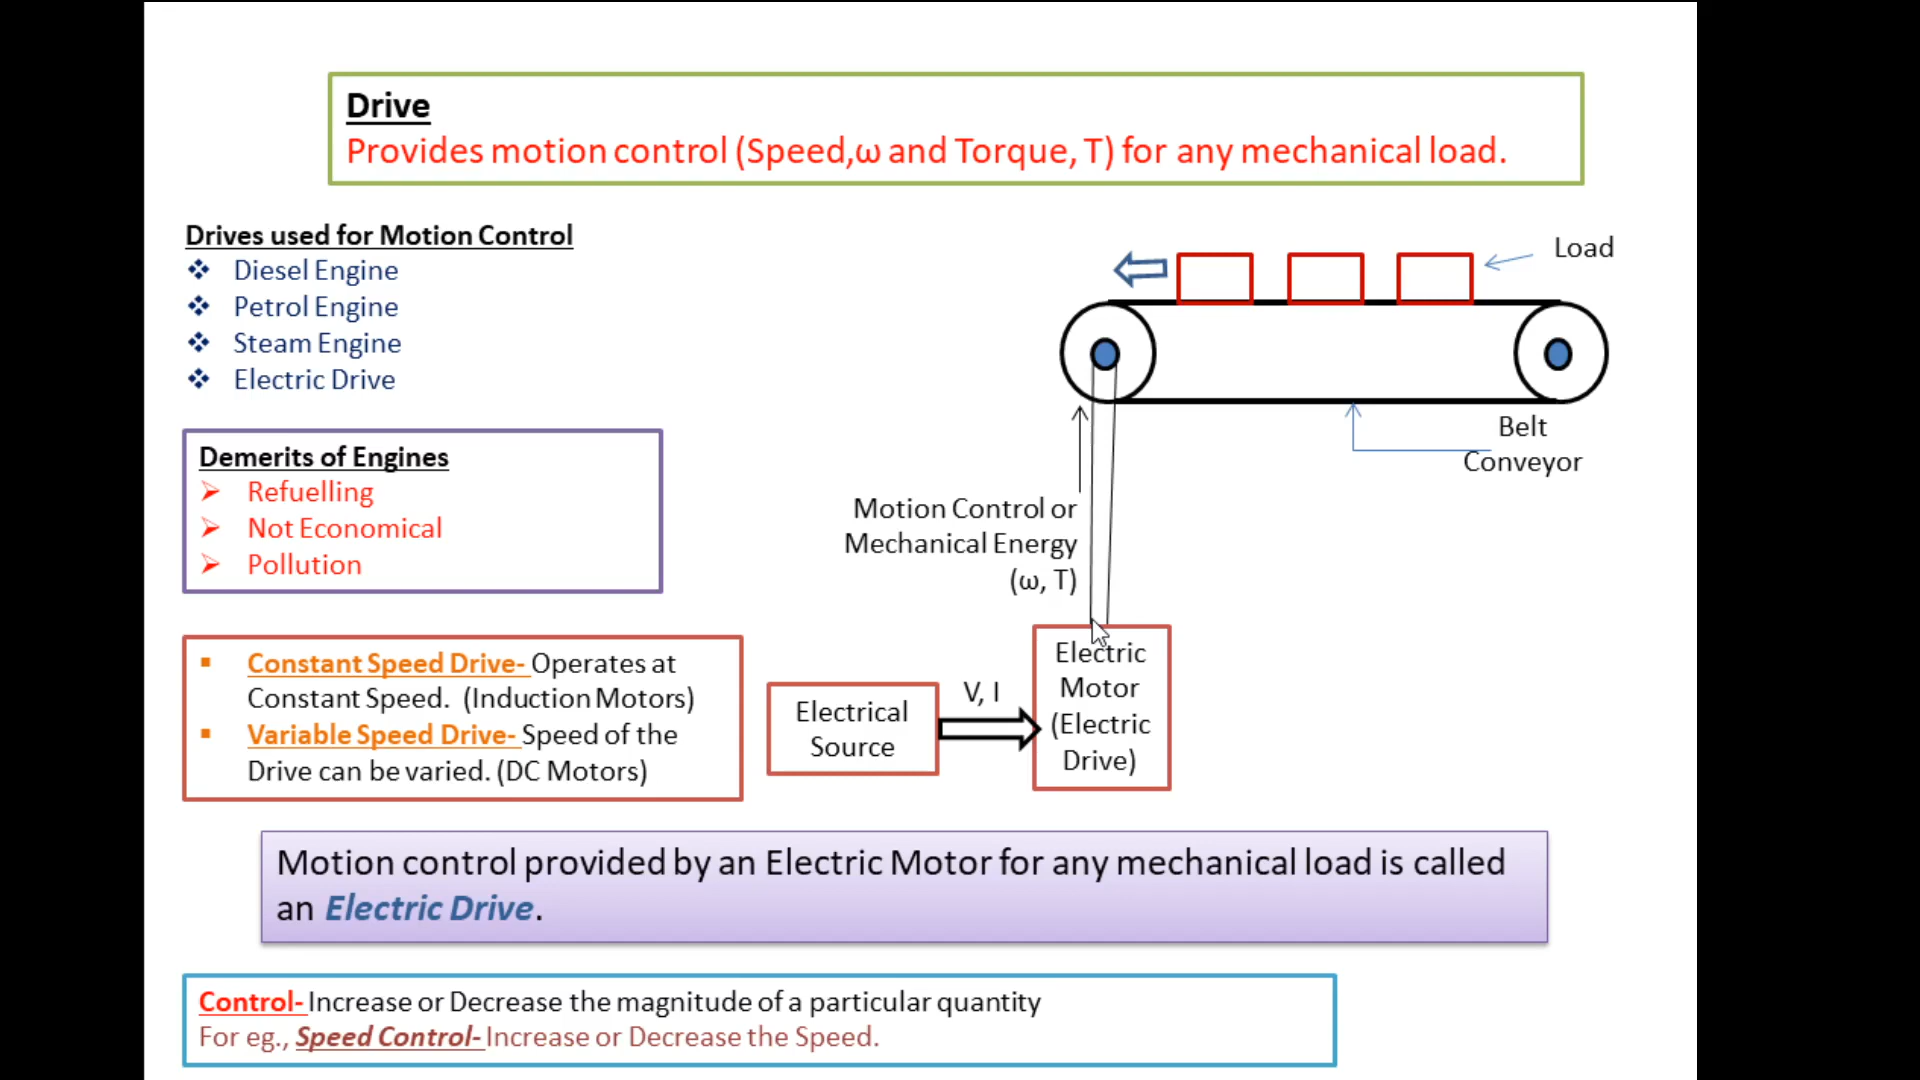 Drive
Provides motion control (Speed,ω and Torque, T) for any mechanical load.
Drives used for Motion Control
Diesel Engine
Petrol Engine
Steam Engine
Electric Drive
Demerits of Engines
Refuelling
Not Economical
Pollution
Constant Speed Drive- Operates at
Constant Speed. (Induction Motors)
Variable Speed Drive- Speed of the
Drive can be varied. (DC Motors)
Load
Belt
Conveyor
Motion Control or
Mechanical Energy
(ω, T)
Electrical
Source
V, I
Electric
Motor
(Electric
Drive)
Motion control provided by an Electric Motor for any mechanical load is called
an Electric Drive.
Control- Increase or Decrease the magnitude of a particular quantity
For eg., Speed Control- Increase or Decrease the Speed.